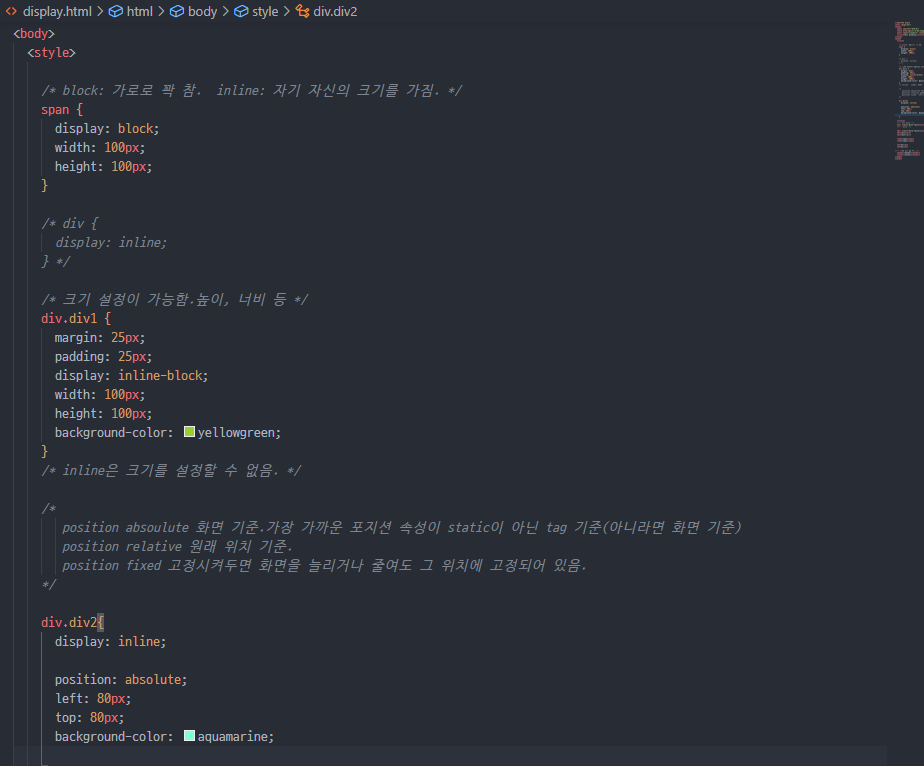 display.html > html > body > style > div.div2
<body>
<style>
/* block: 가로로 꽉 참. inline: 자기 자신의 크기를 가짐. */
span {
display: block;
width: 100px;
height: 100px;
}
/* div {
display: inline;
} */
/* 크기 설정이 가능함.높이, 너비 등 */
div.div1 {
margin: 25px;
padding: 25px;
display: inline-block;
width: 100px;
height: 100px;
background-color: yellowgreen;
}
/* inline은 크기를 설정할 수 없음. */
/*
position absoulute 화면 기준.가장 가까운 포지션 속성이 static이 아닌 tag 기준(아니라면 화면 기준)
position relative 원래 위치 기준.
position fixed 고정시켜두면 화면을 늘리거나 줄여도 그 위치에 고정되어 있음.
*/
div.div2{
display: inline;
position: absolute;
left: 80px;
top: 80px;
background-color: aquamarine;